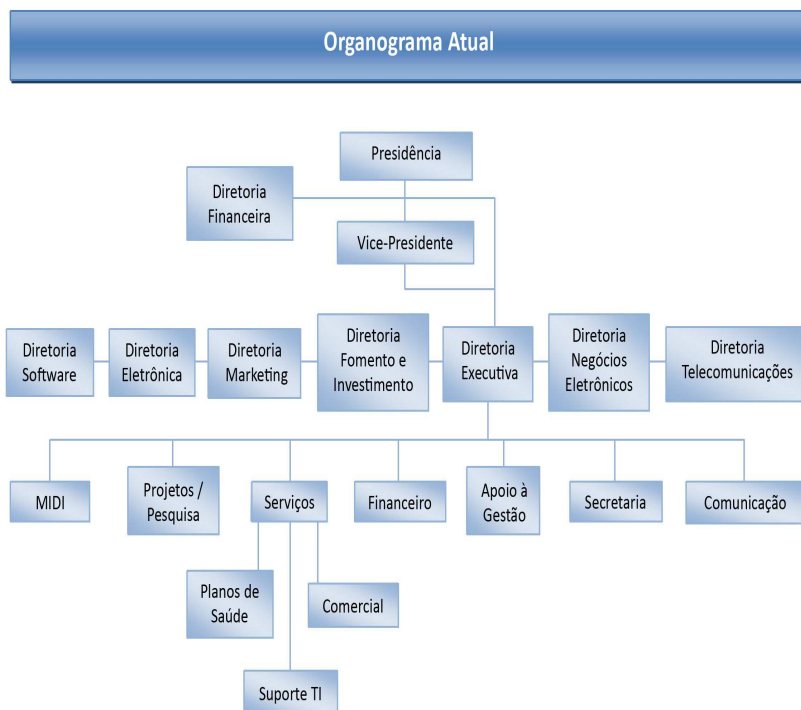 Organograma Atual
Presidência
Diretoria
Financeira
Vice-Presidente
Diretoria
Software
Diretoria
Eletrônica
Diretoria
Marketing
Diretoria
Fomento e
Investimento
Diretoria
Executiva
Diretoria
Negócios
Eletrônicos
Diretoria
Telecomunicações
MIDI
Projetos /
Pesquisa
Serviços
Financeiro
Apoio à
Gestão
Secretaria
Comunicação
Planos de
Saúde
Comercial
Suporte TI